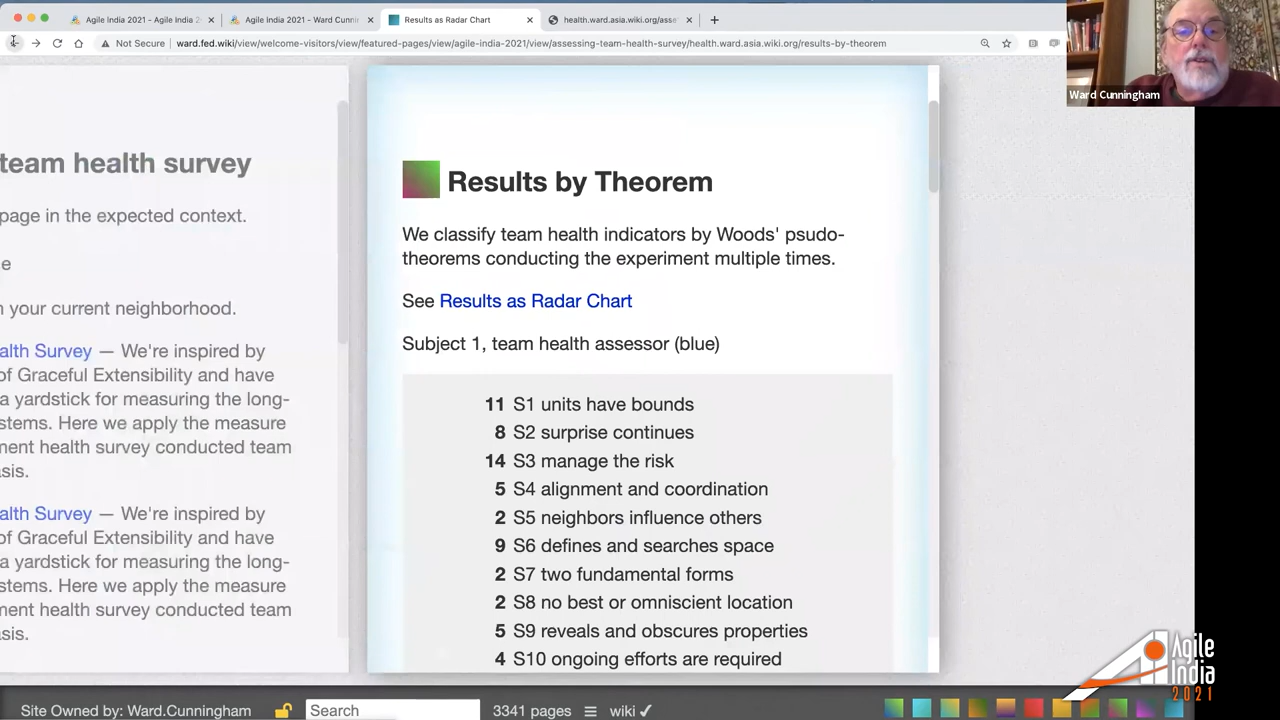 Agile India 2021 - Agile India 2
Agile India 2021 - Ward Cunnin
Results as Radar Chart
health.ward.asia.wiki.org/asse
Not Secure
ward.fed.wiki/view/welcome-visitors/view/featured-pages/view/agile-india-2021/view/assessing-team-health-survey/health.ward.asia.wiki.org/results-by-theorem
Ward Cunningham
team health survey
page in the expected context.
e
your current neighborhood.
alth Survey — We're inspired by
of Graceful Extensibility and have
a yardstick for measuring the long-
stems. Here we apply the measure
ment health survey conducted team
asis.
alth Survey — We're inspired by
of Graceful Extensibility and have
a yardstick for measuring the long-
stems. Here we apply the measure
ment health survey conducted team
asis.
Results by Theorem
We classify team health indicators by Woods' psudo-
theorems conducting the experiment multiple times.
See Results as Radar Chart
Subject 1, team health assessor (blue)
11 S1 units have bounds
8 S2 surprise continues
14 S3 manage the risk
5 S4 alignment and coordination
2 S5 neighbors influence others
9 S6 defines and searches space
2 S7 two fundamental forms
2 S8 no best or omniscient location
5 S9 reveals and obscures properties
4 S10 ongoing efforts are required
Agile
India
2021
Site Owned by: Ward.Cunningham
Search
3341 pages
wiki ✓